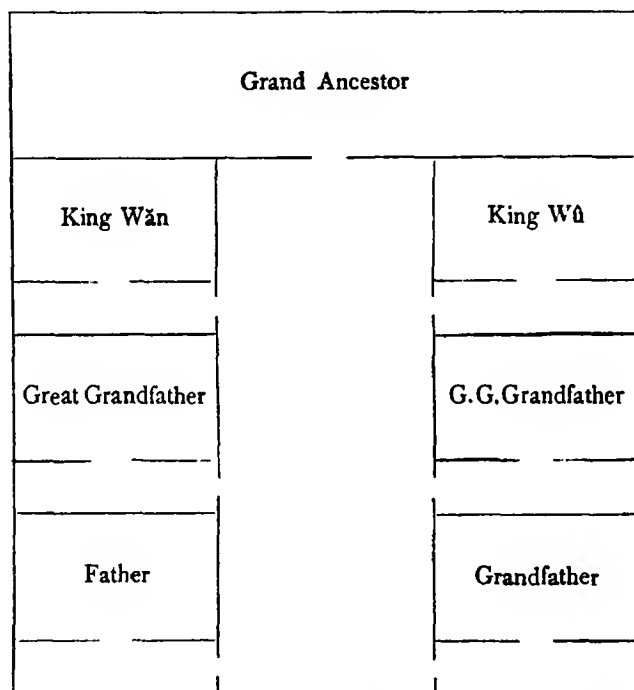 Grand Ancestor
King Wăn
King Wû
Great Grandfather
G.G.Grandfather
Father
Grandfather